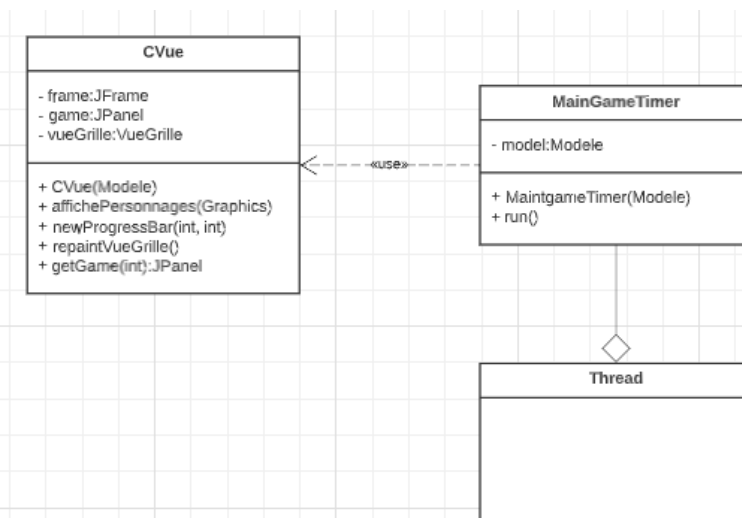 CVue
- frame:JFrame
- game:JPanel
- vueGrille:VueGrille
+ CVue(Modele)
+ affichePersonnages(Graphics)
+ newProgressBar(int, int)
+ repaintVueGrille()
+ getGame(int):JPanel
«use»
MainGameTimer
- model:Modele
+ MaintgameTimer(Modele)
+ run()
Thread